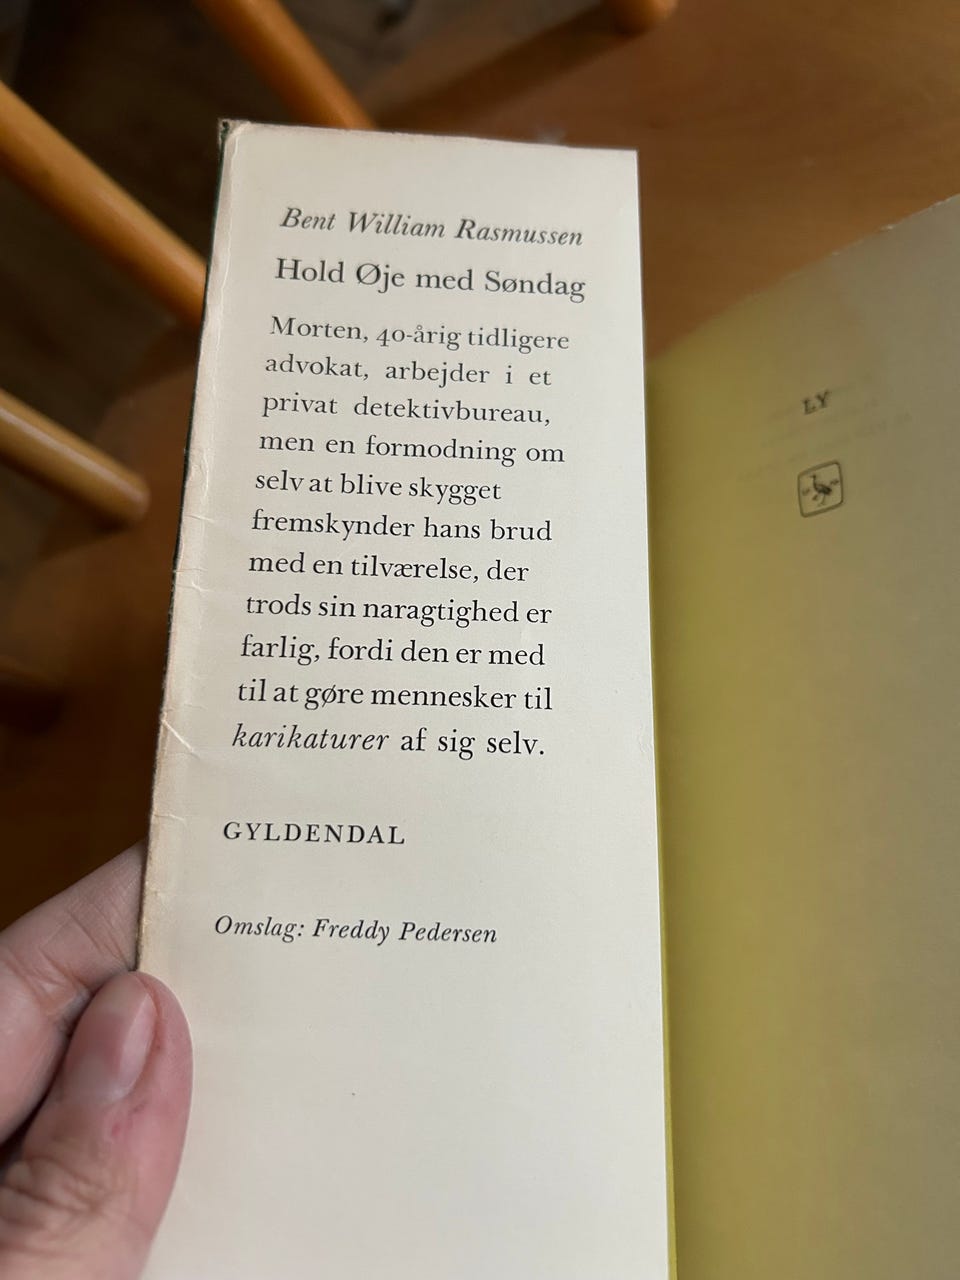 Bent William Rasmussen
Hold Øje med Søndag
Morten, 40-årig tidligere
advokat, arbejder i et
privat detektivbureau,
men en formodning om
selv at blive skygget
fremskynder hans brud
med en tilværelse, der
trods sin naragtighed er
farlig, fordi den er med
til at gøre mennesker til
karikaturer af sig selv.
GYLDENDAL
Omslag: Freddy Pedersen
LY